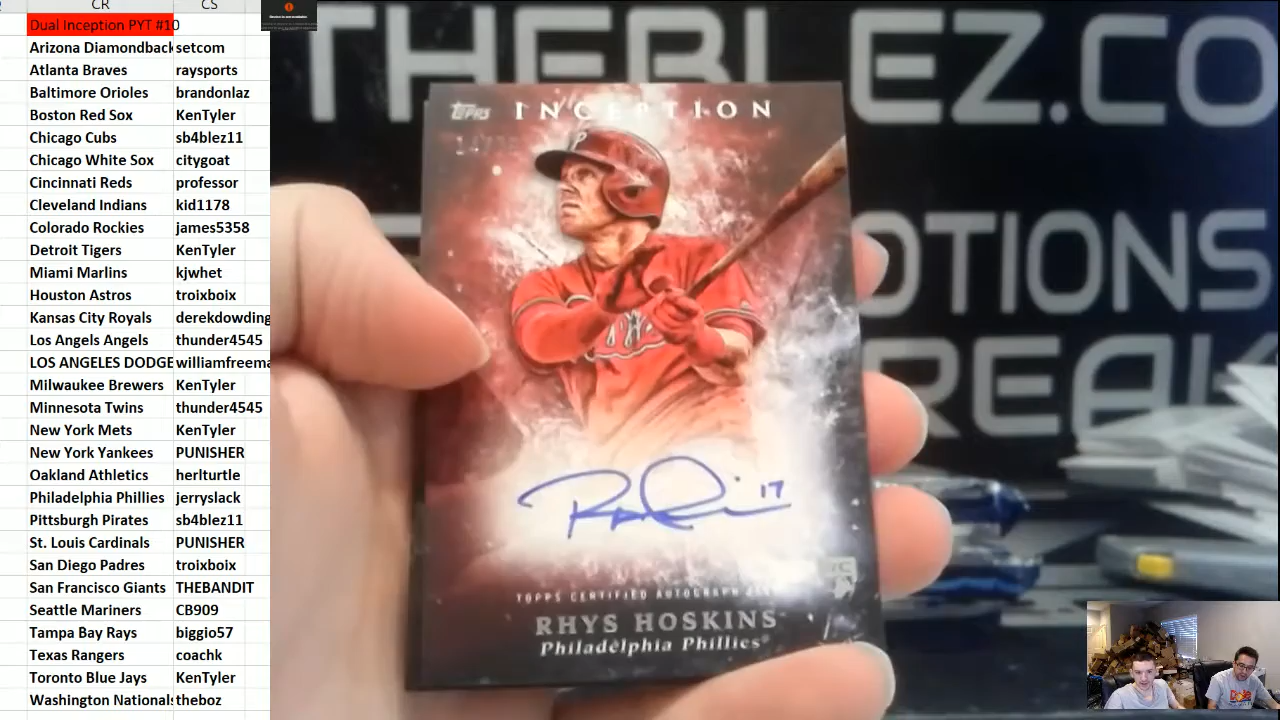 CR CS
Dual Inception PYT #10
Arizona Diamondback setcom
Atlanta Braves raysports
Baltimore Orioles brandonlaz
Boston Red Sox KenTyler
Chicago Cubs sb4blez11
Chicago White Sox citygoat
Cincinnati Reds professor
Cleveland Indians kid1178
Colorado Rockies james5358
Detroit Tigers KenTyler
Miami Marlins kjwhet
Houston Astros troixboix
Kansas City Royals derekdowding
Los Angels Angels thunder4545
LOS ANGELES DODGE williamfreema
Milwaukee Brewers KenTyler
Minnesota Twins thunder4545
New York Mets KenTyler
New York Yankees PUNISHER
Oakland Athletics herlturtle
Philadelphia Phillies jerryslack
Pittsburgh Pirates sb4blez11
St. Louis Cardinals PUNISHER
San Diego Padres troixboix
San Francisco Giants THEBANDIT
Seattle Mariners CB909
Tampa Bay Rays biggio57
Texas Rangers coachk
Toronto Blue Jays KenTyler
Washington Nationals theboz
THEBLEZ.CO
OTIONS
REAK
TOPPS INCEPTION
P
17
TOPPS CERTIFIED AUTOGRAPH
RC
RHYS HOSKINS
Philadelphia Phillies®